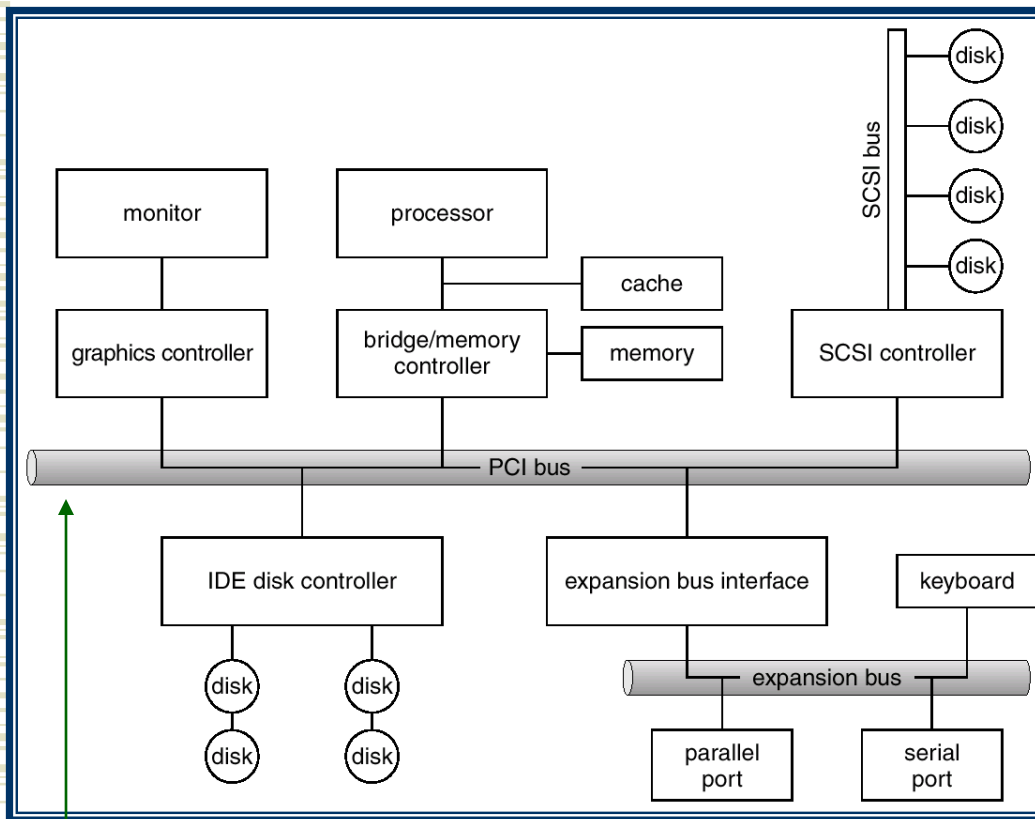 disk
disk
SCSI bus
disk
disk
monitor
processor
cache
graphics controller
bridge/memory
controller
memory
SCSI controller
PCI bus
IDE disk controller
expansion bus interface
keyboard
disk
disk
expansion bus
disk
disk
parallel
port
serial
port